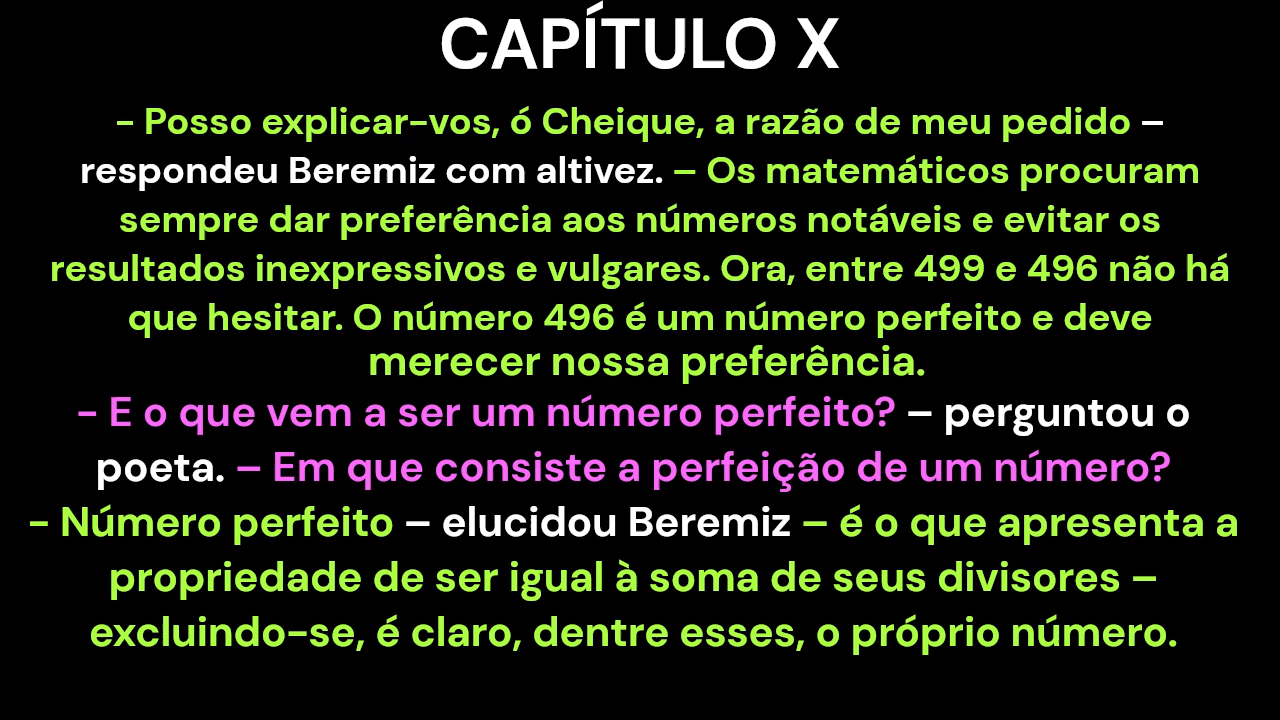 CAPÍTULO X
- Posso explicar-vos, ó Cheique, a razão de meu pedido –
respondeu Beremiz com altivez. – Os matemáticos procuram
sempre dar preferência aos números notáveis e evitar os
resultados inexpressivos e vulgares. Ora, entre 499 e 496 não há
que hesitar. O número 496 é um número perfeito e deve
merecer nossa preferência.
- E o que vem a ser um número perfeito? – perguntou o
poeta. – Em que consiste a perfeição de um número?
- Número perfeito – elucidou Beremiz – é o que apresenta a
propriedade de ser igual à soma de seus divisores –
excluindo-se, é claro, dentre esses, o próprio número.